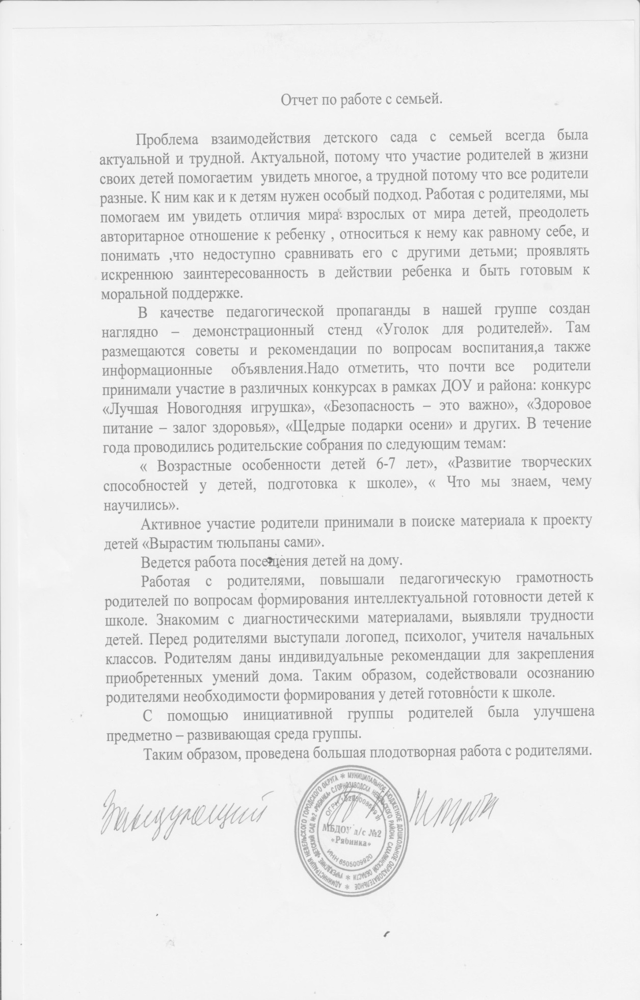 Отчет по работе с семьей.
Проблема взаимодействия детского сада с семьей всегда была
актуальной и трудной. Актуальной, потому что участие родителей в жизни
своих детей помогаетим увидеть многое, а трудной потому что все родители
разные. К ним как и к детям нужен особый подход. Работая с родителями, мы
помогаем им увидеть отличия мира взрослых от мира детей, преодолеть
авторитарное отношение к ребенку , относиться к нему как равному себе, и
понимать ,что недоступно сравнивать его с другими детьми; проявлять
искреннюю заинтересованность в действии ребенка и быть готовым к
моральной поддержке.
В качестве педагогической пропаганды в нашей группе создан
наглядно – демонстрационный стенд «Уголок для родителей». Там
размещаются советы и рекомендации по вопросам воспитания,а также
информационные объявления.Надо отметить, что почти все родители
принимали участие в различных конкурсах в рамках ДОУ и района: конкурс
«Лучшая Новогодняя игрушка», «Безопасность – это важно», «Здоровое
питание – залог здоровья», «Щедрые подарки осени» и других. В течение
года проводились родительские собрания по следующим темам:
« Возрастные особенности детей 6-7 лет», «Развитие творческих
способностей у детей, подготовка к школе», « Что мы знаем, чему
научились».
Активное участие родители принимали в поиске материала к проекту
детей «Вырастим тюльпаны сами».
Ведется работа посещения детей на дому.
Работая с родителями, повышали педагогическую грамотность
родителей по вопросам формирования интеллектуальной готовности детей к
школе. Знакомим с диагностическими материалами, выявляли трудности
детей. Перед родителями выступали логопед, психолог, учителя начальных
классов. Родителям даны индивидуальные рекомендации для закрепления
приобретенных умений дома. Таким образом, содействовали осознанию
родителями необходимости формирования у детей готовности к школе.
С помощью инициативной группы родителей была улучшена
предметно – развивающая среда группы.
Таким образом, проведена большая плодотворная работа с родителями.
Заведующий
АДМИНИСТРАЦИЯ НЕВЕЛЬСКОГО ГОРОДСКОГО ОКРУГА * МУНИЦИПАЛЬНОЕ БЮДЖЕТНОЕ ДОШКОЛЬНОЕ ОБРАЗОВАТЕЛЬНОЕ *
УЧРЕЖДЕНИЕ «ДЕТСКИЙ САД №2 «РЯБИНКА» С.ГОРНОЗАВОДСКА НЕВЕЛЬСКОГО РАЙОНА САХАЛИНСКОЙ ОБЛАСТИ *
ОГРН
МБДОУ д/с №2
«Рябинка»
ИНН 6505009920